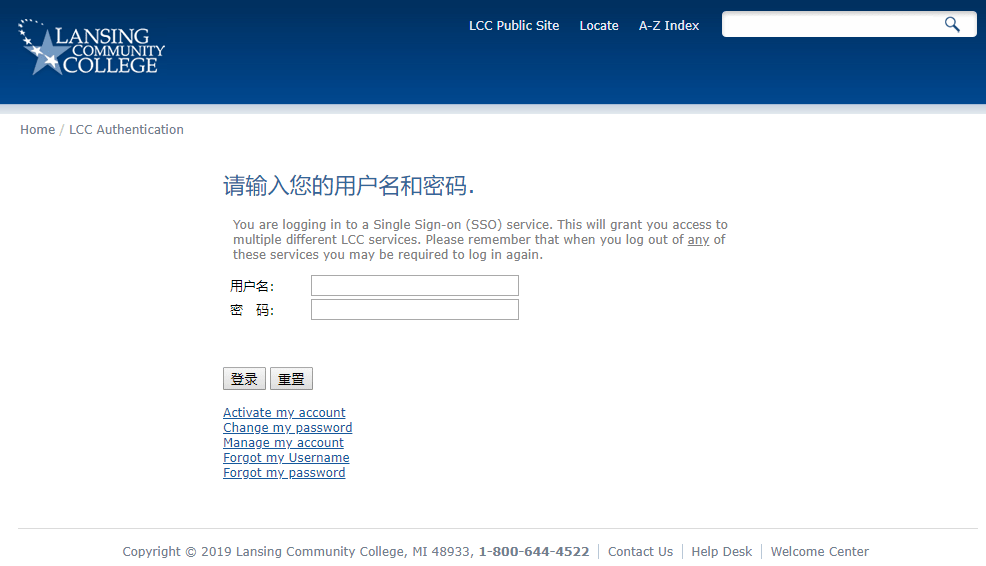 LANSING
COMMUNITY
COLLEGE
LCC Public Site Locate A-Z Index
Home / LCC Authentication
请输入您的用户名和密码.
You are logging in to a Single Sign-on (SSO) service. This will grant you access to
multiple different LCC services. Please remember that when you log out of any of
these services you may be required to log in again.
用户名:
密 码:
登录 重置
Activate my account
Change my password
Manage my account
Forgot my Username
Forgot my password
Copyright © 2019 Lansing Community College, MI 48933, 1-800-644-4522 | Contact Us | Help Desk | Welcome Center